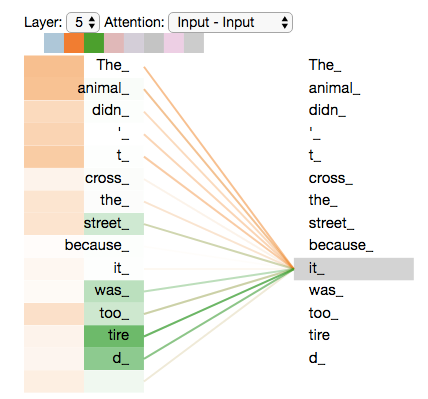 Layer: 5 Attention: Input - Input
The_ The_
animal_ animal_
didn_ didn_
'_ '_
t_ t_
cross_ cross_
the_ the_
street_ street_
because_ because_
it_ it_
was_ was_
too_ too_
tire tire
d_ d_